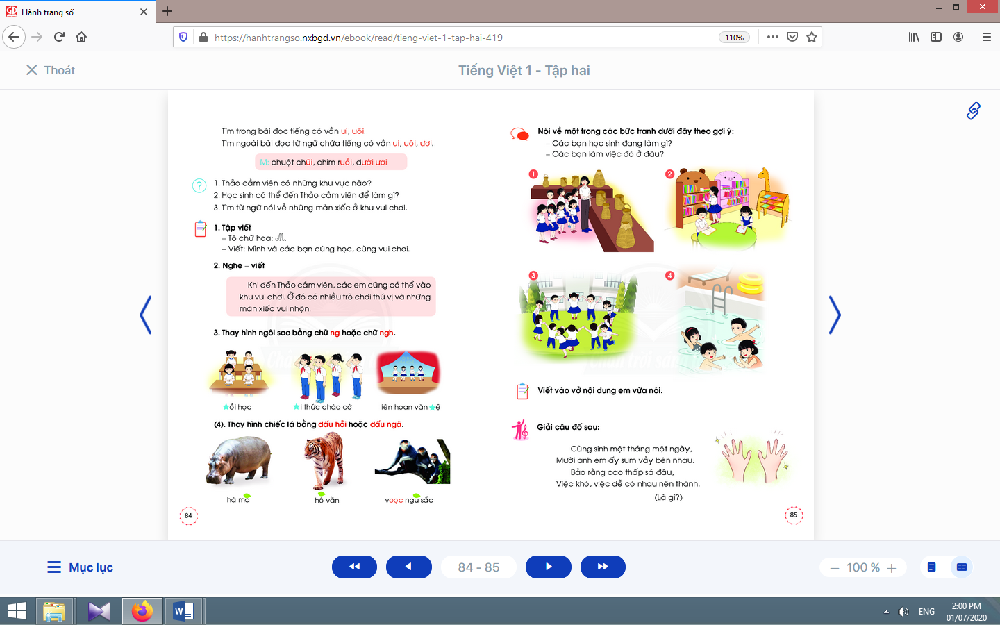 Hành trang số
https://hanhtrangso.nxbgd.vn/ebook/read/tieng-viet-1-tap-hai-419
110%
Thoát
Tiếng Việt 1 - Tập hai
Tìm trong bài đọc tiếng có vần ui, uôi.
Tìm ngoài bài đọc từ ngữ chứa tiếng có vần ui, uôi, ươi.
M: chuột chũi, chim ruồi, đười ươi
?
1. Thảo cầm viên có những khu vực nào?
2. Học sinh có thể đến Thảo cầm viên để làm gì?
3. Tìm từ ngữ nói về những màn xiếc ở khu vui chơi.
1. Tập viết
– Tô chữ hoa: M.
– Viết: Mình và các bạn cùng học, cùng vui chơi.
2. Nghe – viết
Khi đến Thảo cầm viên, các em cũng có thể vào
khu vui chơi. Ở đó có nhiều trò chơi thú vị và những
màn xiếc vui nhộn.
3. Thay hình ngôi sao bằng chữ ng hoặc chữ ngh.
★ồi học
★i thức chào cờ
liên hoan văn ★ệ
(4). Thay hình chiếc lá bằng dấu hỏi hoặc dấu ngã.
hà ma
hô vằn
voọc ngu sắc
84
Nói về một trong các bức tranh dưới đây theo gợi ý:
– Các bạn học sinh đang làm gì?
– Các bạn làm việc đó ở đâu?
1
2
3
4
Viết vào vở nội dung em vừa nói.
Giải câu đố sau:
Cùng sinh một tháng một ngày,
Mười anh em ấy sum vầy bên nhau.
Bảo rằng cao thấp sá đâu,
Việc khó, việc dễ có nhau nên thành.
(Là gì?)
85
Mục lục
84 - 85
100 %
ENG
2:00 PM
01/07/2020